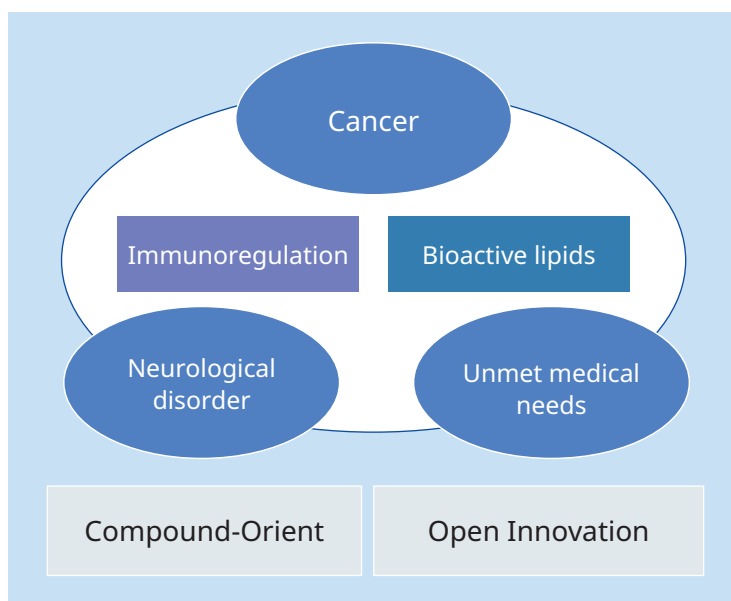 Cancer
Immunoregulation
Bioactive lipids
Neurological
disorder
Unmet medical
needs
Compound-Orient
Open Innovation